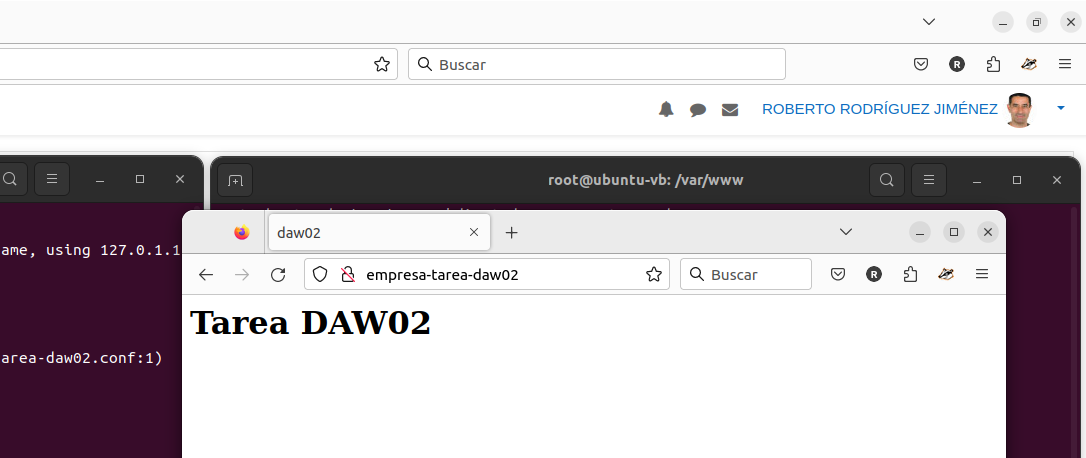 Buscar
R
ROBERTO RODRÍGUEZ JIMÉNEZ
root@ubuntu-vb: /var/www
daw02
ame, using 127.0.1.1
empresa-tarea-daw02
Buscar
R
Tarea DAW02
area-daw02.conf:1)